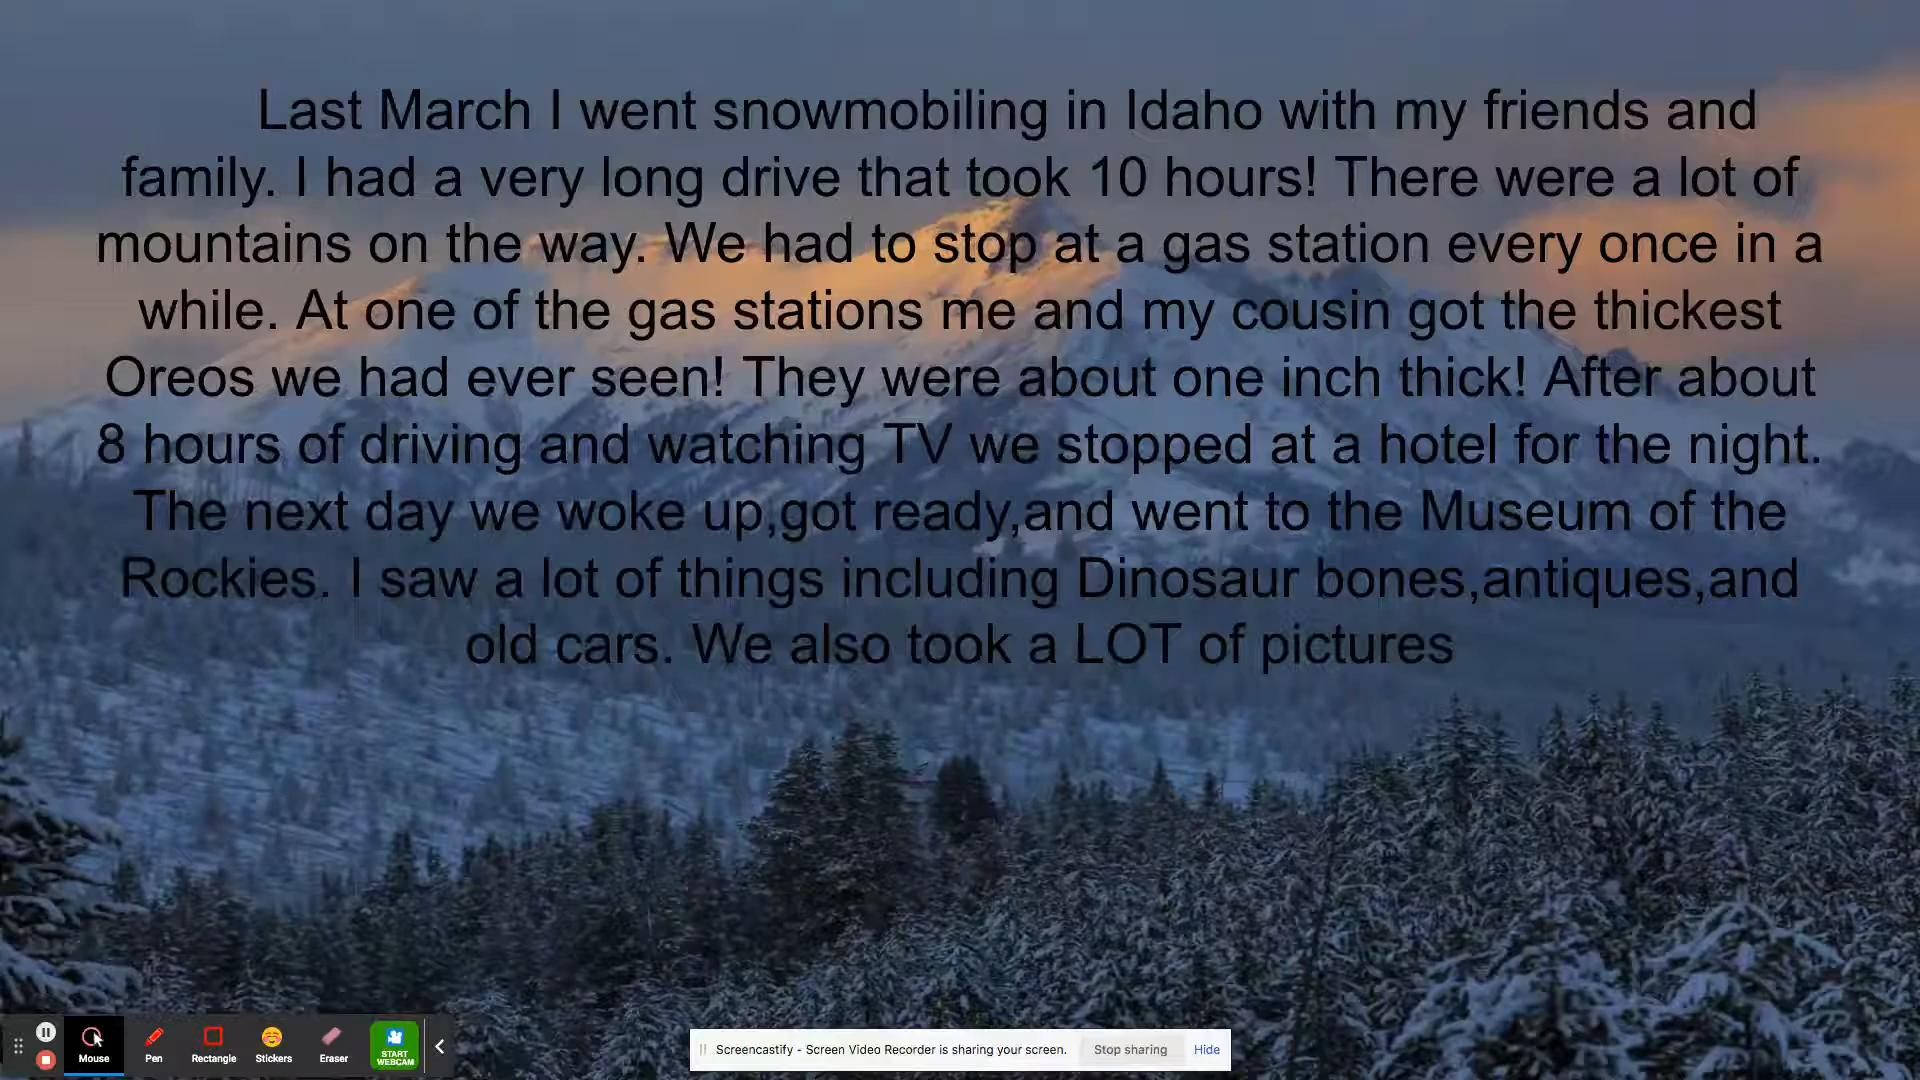 Last March I went snowmobiling in Idaho with my friends and
family. I had a very long drive that took 10 hours! There were a lot of
mountains on the way. We had to stop at a gas station every once in a
while. At one of the gas stations me and my cousin got the thickest
Oreos we had ever seen! They were about one inch thick! After about
8 hours of driving and watching TV we stopped at a hotel for the night.
The next day we woke up,got ready,and went to the Museum of the
Rockies. I saw a lot of things including Dinosaur bones,antiques,and
old cars. We also took a LOT of pictures
Mouse Pen Rectangle Stickers Eraser START WEBCAM
Screencastify - Screen Video Recorder is sharing your screen. Stop sharing Hide